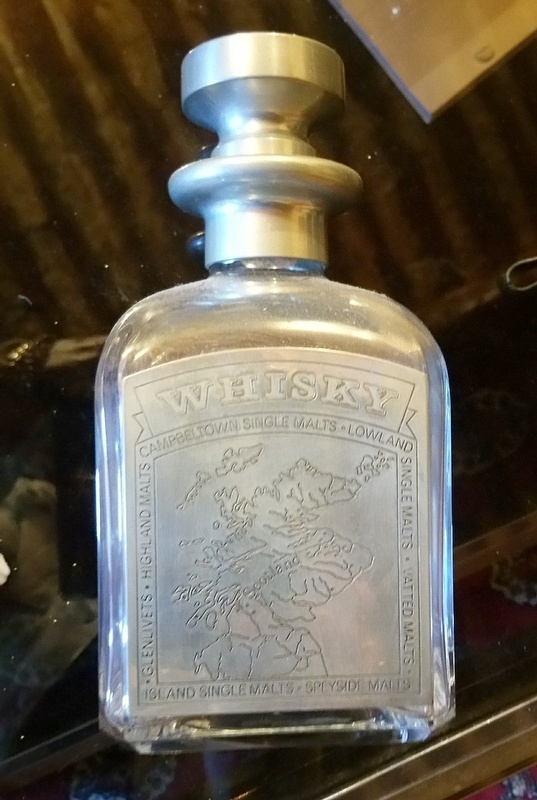 WHISKY
CAMPBELTOWN SINGLE MALTS • LOWLAND SINGLE MALTS • VATTED MALTS •
ISLAND SINGLE MALTS • SPEYSIDE MALTS
• GLENLIVETS • HIGHLAND MALTS
Scotland